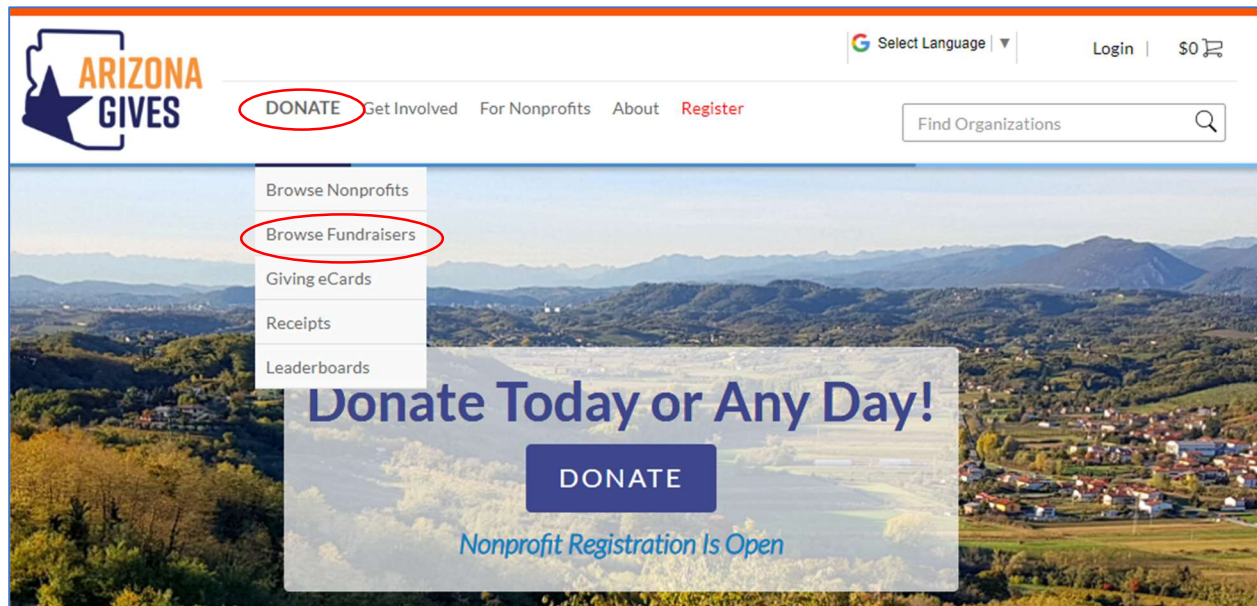 ARIZONA
GIVES
Select Language ▼
Login | $0
DONATE Get Involved For Nonprofits About Register
Find Organizations
Browse Nonprofits
Browse Fundraisers
Giving eCards
Receipts
Leaderboards
Donate Today or Any Day!
DONATE
Nonprofit Registration Is Open